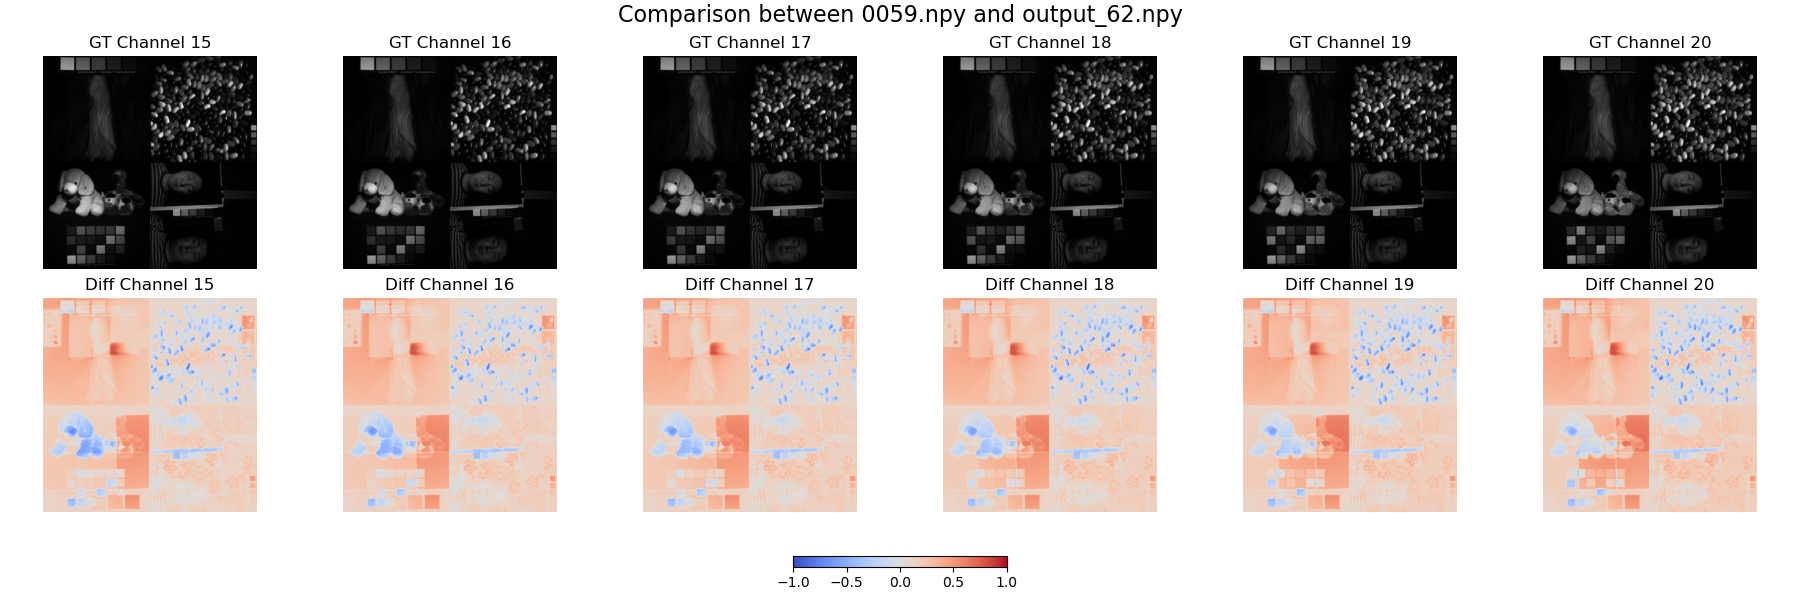 Comparison between 0059.npy and output_62.npy
GT Channel 15 GT Channel 16 GT Channel 17 GT Channel 18 GT Channel 19 GT Channel 20
Diff Channel 15 Diff Channel 16 Diff Channel 17 Diff Channel 18 Diff Channel 19 Diff Channel 20
−1.0 −0.5 0.0 0.5 1.0